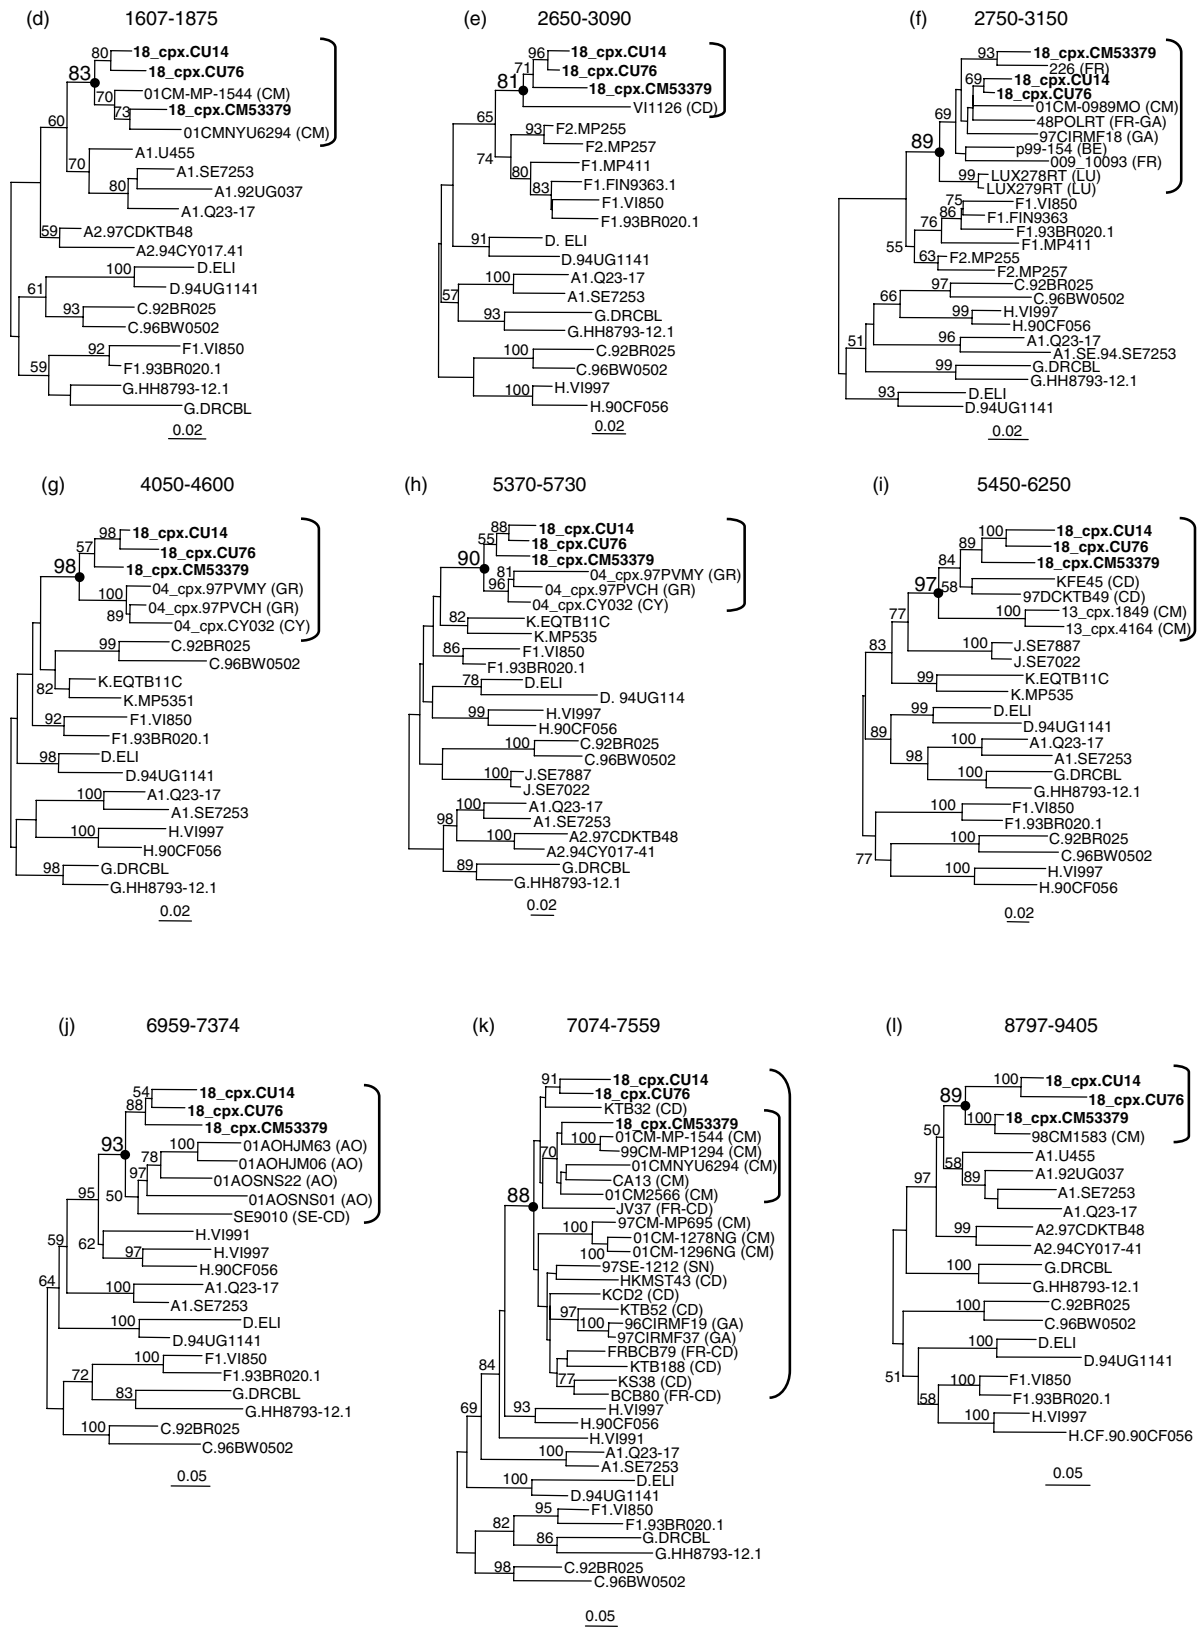 (d) 1607-1875
83
80
18_cpx.CU14
18_cpx.CU76
70
01CM-MP-1544 (CM)
73
18_cpx.CM53379
01CMNYU6294 (CM)
60
A1.U455
70
A1.SE7253
80
A1.92UG037
A1.Q23-17
59
A2.97CDKTB48
A2.94CY017.41
100
D.ELI
D.94UG1141
61
93
C.92BR025
C.96BW0502
92
F1.VI850
F1.93BR020.1
59
G.HH8793-12.1
G.DRCBL
0.02
(e) 2650-3090
96
18_cpx.CU14
71
18_cpx.CU76
81
18_cpx.CM53379
VI1126 (CD)
65
93
F2.MP255
F2.MP257
74
F1.MP411
80
F1.FIN9363.1
83
F1.VI850
F1.93BR020.1
91
D. ELI
D.94UG1141
100
A1.Q23-17
A1.SE7253
57
93
G.DRCBL
G.HH8793-12.1
100
C.92BR025
C.96BW0502
100
H.VI997
H.90CF056
0.02
(f) 2750-3150
93
18_cpx.CM53379
226 (FR)
69
18_cpx.CU14
18_cpx.CU76
01CM-0989MO (CM)
69
48POLRT (FR-GA)
97CIRMF18 (GA)
89
p99-154 (BE)
009_10093 (FR)
99
LUX278RT (LU)
LUX279RT (LU)
75
F1.VI850
86
F1.FIN9363
76
F1.93BR020.1
F1.MP411
55
63
F2.MP255
F2.MP257
97
C.92BR025
C.96BW0502
66
99
H.VI997
H.90CF056
51
96
A1.Q23-17
A1.SE.94.SE7253
99
G.DRCBL
G.HH8793-12.1
93
D.ELI
D.94UG1141
0.02
(g) 4050-4600
98
18_cpx.CU14
57
18_cpx.CU76
98
18_cpx.CM53379
100
04_cpx.97PVMY (GR)
04_cpx.97PVCH (GR)
89
04_cpx.CY032 (CY)
99
C.92BR025
C.96BW0502
82
K.EQTB11C
K.MP5351
92
F1.VI850
F1.93BR020.1
98
D.ELI
D.94UG1141
100
A1.Q23-17
A1.SE7253
100
H.VI997
H.90CF056
98
G.DRCBL
G.HH8793-12.1
0.02
(h) 5370-5730
88
18_cpx.CU14
55
18_cpx.CU76
90
18_cpx.CM53379
81
04_cpx.97PVMY (GR)
96
04_cpx.97PVCH (GR)
04_cpx.CY032 (CY)
82
K.EQTB11C
K.MP535
86
F1.VI850
F1.93BR020.1
78
D.ELI
D. 94UG114
99
H.VI997
H.90CF056
100
C.92BR025
C.96BW0502
100
J.SE7887
J.SE7022
100
A1.Q23-17
A1.SE7253
98
100
A2.97CDKTB48
A2.94CY017-41
89
G.DRCBL
G.HH8793-12.1
0.02
(i) 5450-6250
100
18_cpx.CU14
89
18_cpx.CU76
84
18_cpx.CM53379
97
58
KFE45 (CD)
97DCKTB49 (CD)
100
13_cpx.1849 (CM)
13_cpx.4164 (CM)
77
100
J.SE7887
J.SE7022
83
99
K.EQTB11C
K.MP535
99
D.ELI
D.94UG1141
89
100
A1.Q23-17
98
A1.SE7253
100
G.DRCBL
G.HH8793-12.1
100
F1.VI850
F1.93BR020.1
100
C.92BR025
77
C.96BW0502
100
H.VI997
H.90CF056
0.02
(j) 6959-7374
54
18_cpx.CU14
88
18_cpx.CU76
18_cpx.CM53379
93
100
01AOHJM63 (AO)
78
01AOHJM06 (AO)
97
01AOSNS22 (AO)
50
01AOSNS01 (AO)
SE9010 (SE-CD)
95
H.VI991
62
97
H.VI997
H.90CF056
59
100
A1.Q23-17
A1.SE7253
64
100
D.ELI
D.94UG1141
100
F1.VI850
F1.93BR020.1
72
83
G.DRCBL
G.HH8793-12.1
100
C.92BR025
C.96BW0502
0.05
(k) 7074-7559
91
18_cpx.CU14
18_cpx.CU76
KTB32 (CD)
18_cpx.CM53379
100
01CM-MP-1544 (CM)
99CM-MP1294 (CM)
70
01CMNYU6294 (CM)
CA13 (CM)
01CM2566 (CM)
88
JV37 (FR-CD)
100
97CM-MP695 (CM)
01CM-1278NG (CM)
100
01CM-1296NG (CM)
97SE-1212 (SN)
HKMST43 (CD)
KCD2 (CD)
97
KTB52 (CD)
100
96CIRMF19 (GA)
97CIRMF37 (GA)
FRBCB79 (FR-CD)
KTB188 (CD)
77
KS38 (CD)
BCB80 (FR-CD)
84
93
H.VI997
H.90CF056
69
H.VI991
100
A1.Q23-17
A1.SE7253
100
D.ELI
D.94UG1141
95
F1.VI850
82
F1.93BR020.1
86
G.DRCBL
G.HH8793-12.1
98
C.92BR025
C.96BW0502
0.05
(l) 8797-9405
100
18_cpx.CU14
89
18_cpx.CU76
100
18_cpx.CM53379
98CM1583 (CM)
50
A1.U455
58
A1.92UG037
89
A1.SE7253
A1.Q23-17
97
99
A2.97CDKTB48
A2.94CY017-41
100
G.DRCBL
G.HH8793-12.1
100
C.92BR025
C.96BW0502
100
D.ELI
D.94UG1141
51
100
F1.VI850
58
F1.93BR020.1
100
H.VI997
H.CF.90.90CF056
0.05